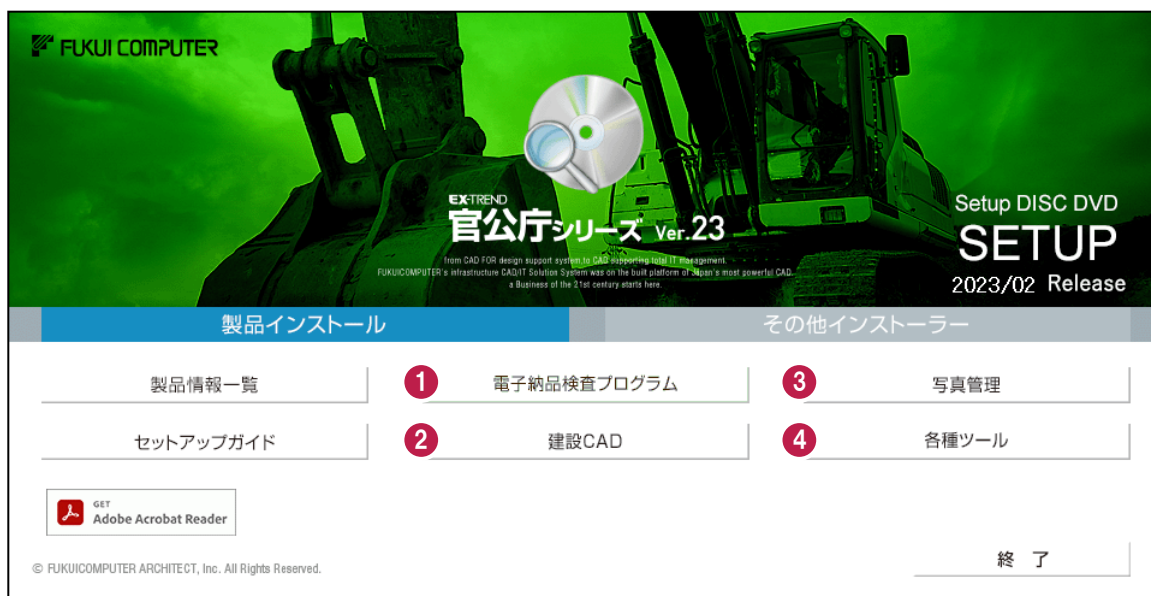 FUKUI COMPUTER
EX-TREND
官公庁シリーズ Ver.23
from CAD FOR design support system,to CAD supporting total IT management.
FUKUICOMPUTER's infrastructure CAD/IT Solution System was on the built platform of Japan's most powerful CAD.
a Business of the 21st century starts here.
Setup DISC DVD
SETUP
2023/02 Release
製品インストール その他インストーラー
製品情報一覧 1 電子納品検査プログラム 3 写真管理
セットアップガイド 2 建設CAD 4 各種ツール
GET
Adobe Acrobat Reader
終 了
© FUKUICOMPUTER ARCHITECT, Inc. All Rights Reserved.